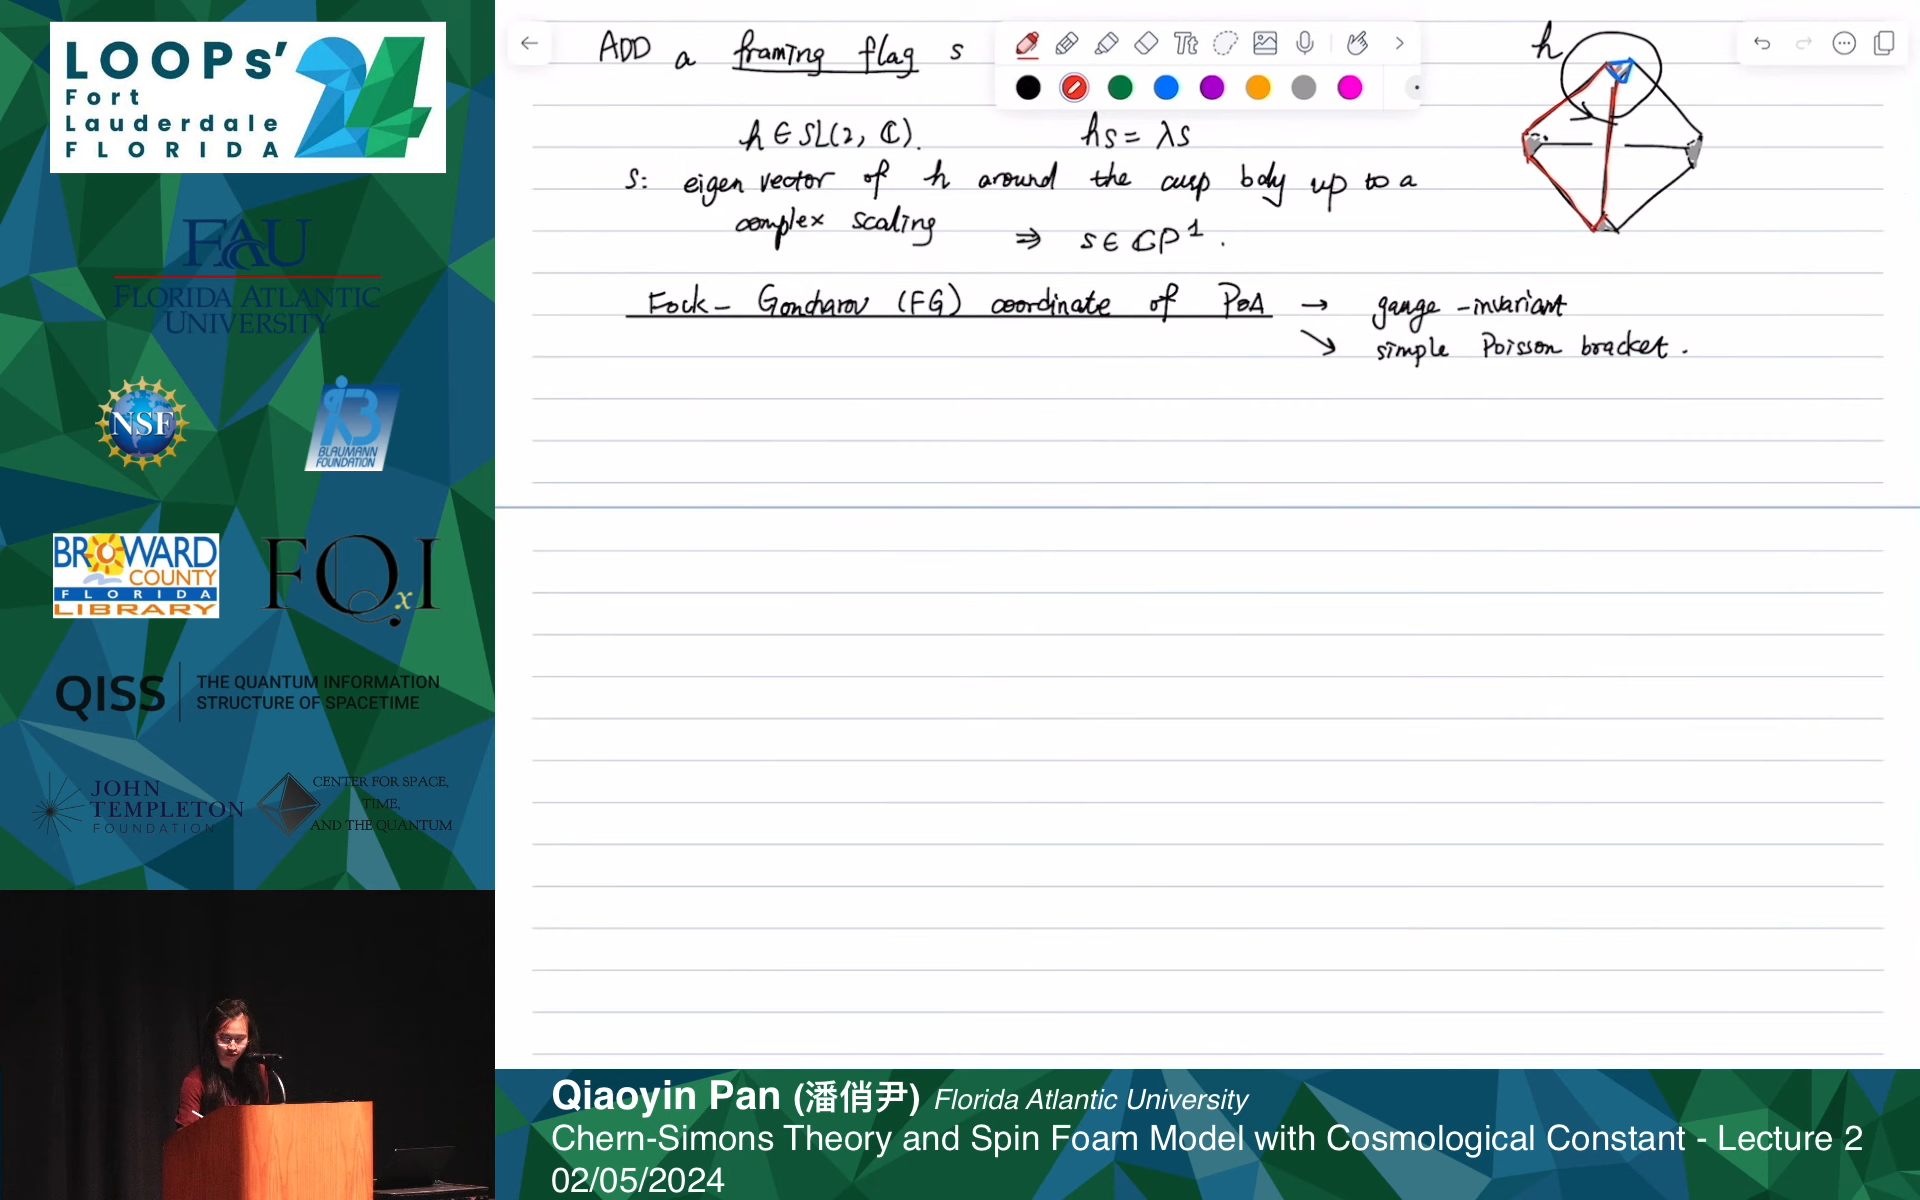 LOOPs'24
Fort
Lauderdale
FLORIDA
FAU
FLORIDA ATLANTIC
UNIVERSITY
NSF
B
BLAUMANN
FOUNDATION
BROWARD
COUNTY
FLORIDA
LIBRARY
FQxI
QISS
THE QUANTUM INFORMATION
STRUCTURE OF SPACETIME
JOHN
TEMPLETON
FOUNDATION
CENTER FOR SPACE,
TIME,
AND THE QUANTUM
ADD a framing flag s
Tt
h
h ∈ SL(2, ℂ). hs = λs
s: eigen vector of h around the cusp body up to a
complex scaling ⇒ s ∈ ℂP¹.
Fock - Goncharov (FG) coordinate of ℙ∂Δ → gauge-invariant
↘ simple Poisson bracket.
Qiaoyin Pan (潘俏尹) Florida Atlantic University
Chern-Simons Theory and Spin Foam Model with Cosmological Constant - Lecture 2
02/05/2024